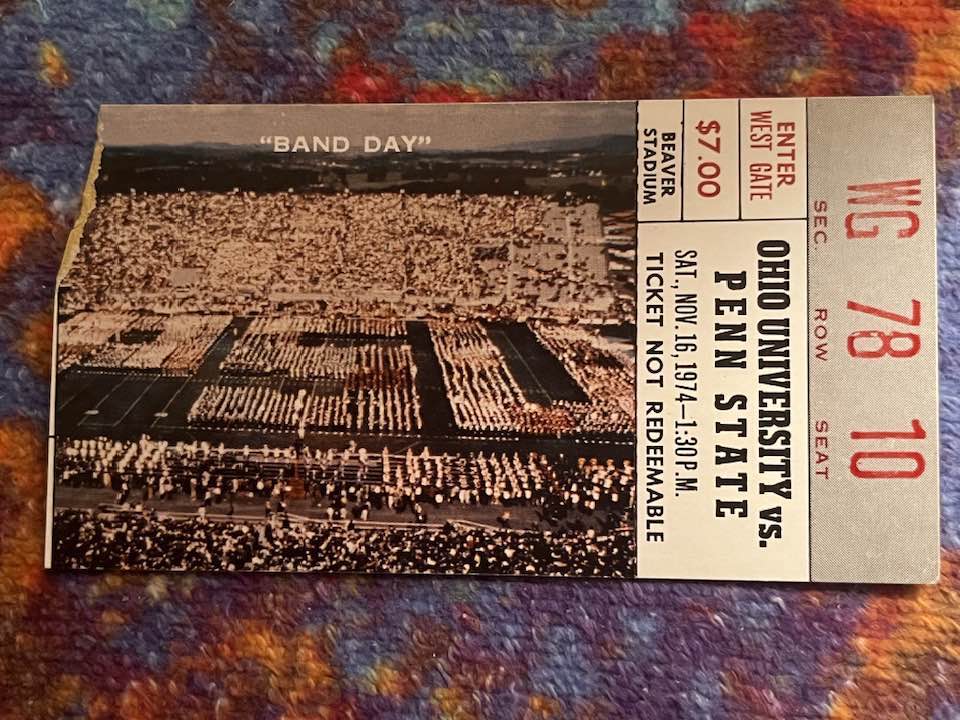 "BAND DAY"
WG 78 10
SEC. ROW SEAT
ENTER
WEST GATE
$7.00
BEAVER
STADIUM
OHIO UNIVERSITY vs.
PENN STATE
SAT., NOV. 16, 1974—1:30 P.M.
TICKET NOT REDEEMABLE